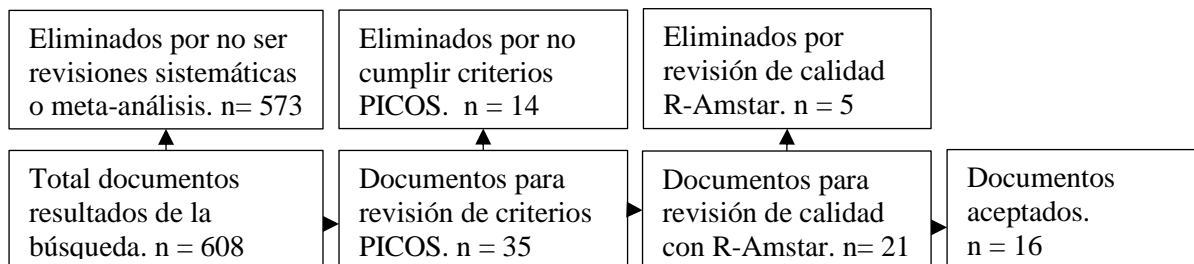 Eliminados por no ser
revisiones sistemáticas
o meta-análisis. n= 573
Eliminados por no
cumplir criterios
PICOS. n = 14
Eliminados por
revisión de calidad
R-Amstar. n = 5
Total documentos
resultados de la
búsqueda. n = 608
Documentos para
revisión de criterios
PICOS. n = 35
Documentos para
revisión de calidad
con R-Amstar. n= 21
Documentos
aceptados.
n = 16